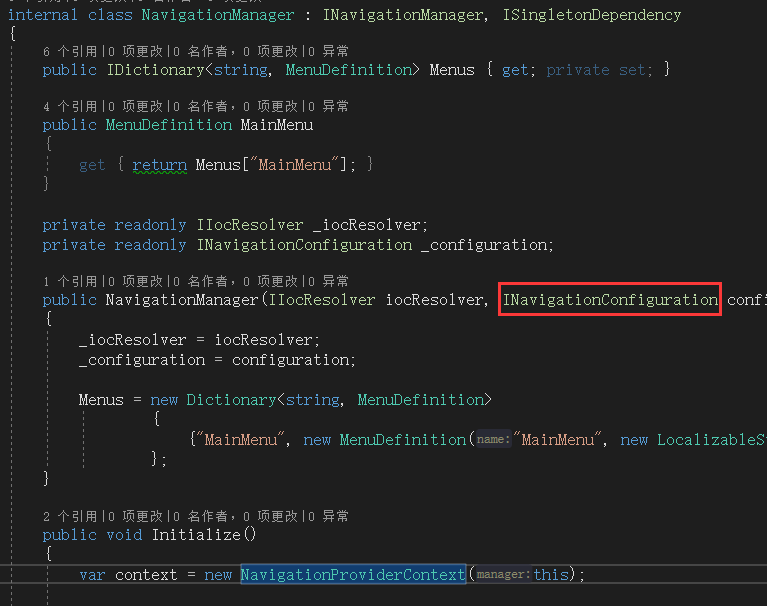 internal class NavigationManager : INavigationManager, ISingletonDependency
{
6 个引用|0 项更改|0 名作者，0 项更改|0 异常
public IDictionary<string, MenuDefinition> Menus { get; private set; }
4 个引用|0 项更改|0 名作者，0 项更改|0 异常
public MenuDefinition MainMenu
{
get { return Menus["MainMenu"]; }
}
private readonly IIocResolver _iocResolver;
private readonly INavigationConfiguration _configuration;
1 个引用|0 项更改|0 名作者，0 项更改|0 异常
public NavigationManager(IIocResolver iocResolver, INavigationConfiguration confi
{
_iocResolver = iocResolver;
_configuration = configuration;
Menus = new Dictionary<string, MenuDefinition>
{
{"MainMenu", new MenuDefinition(name:"MainMenu", new LocalizableS
};
}
2 个引用|0 项更改|0 名作者，0 项更改|0 异常
public void Initialize()
{
var context = new NavigationProviderContext(manager:this);